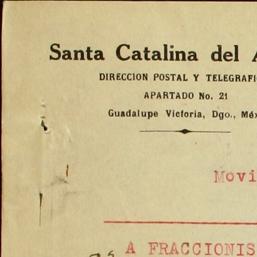 Santa Catalina del
DIRECCION POSTAL Y TELEGRAFI
APARTADO No. 21
Guadalupe Victoria, Dgo., Méx
Movi
A FRACCIONIS